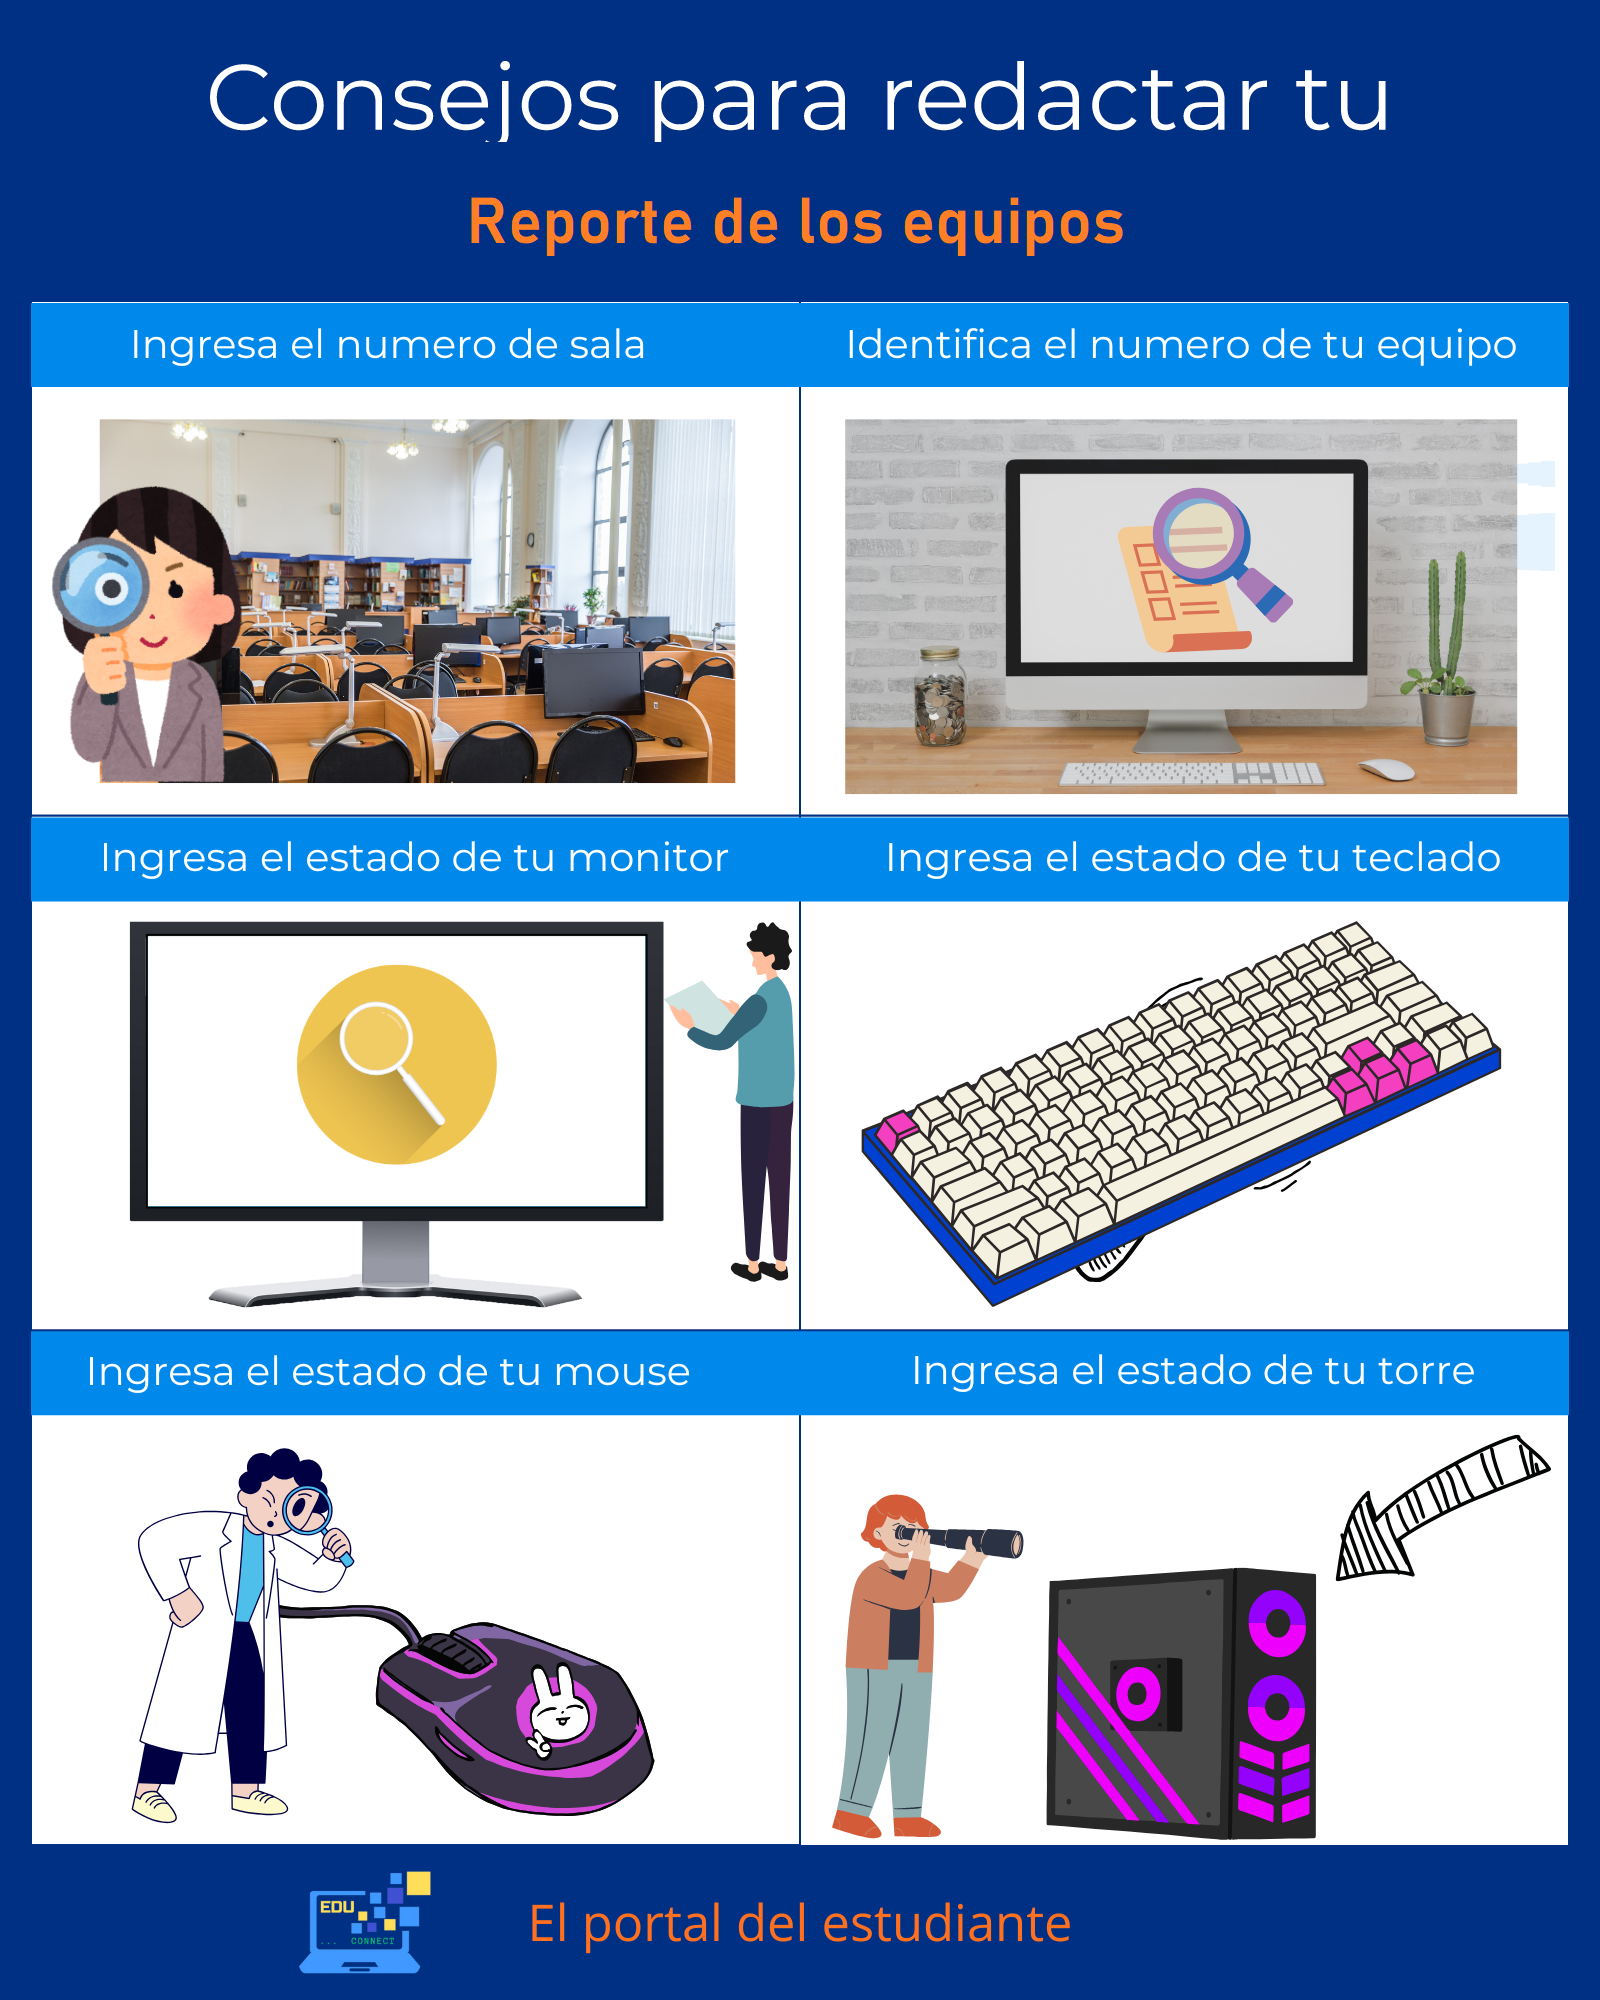 Consejos para redactar tu
Reporte de los equipos
Ingresa el numero de sala
Identifica el numero de tu equipo
Ingresa el estado de tu monitor
Ingresa el estado de tu teclado
Ingresa el estado de tu mouse
Ingresa el estado de tu torre
EDU
... CONNECT
El portal del estudiante